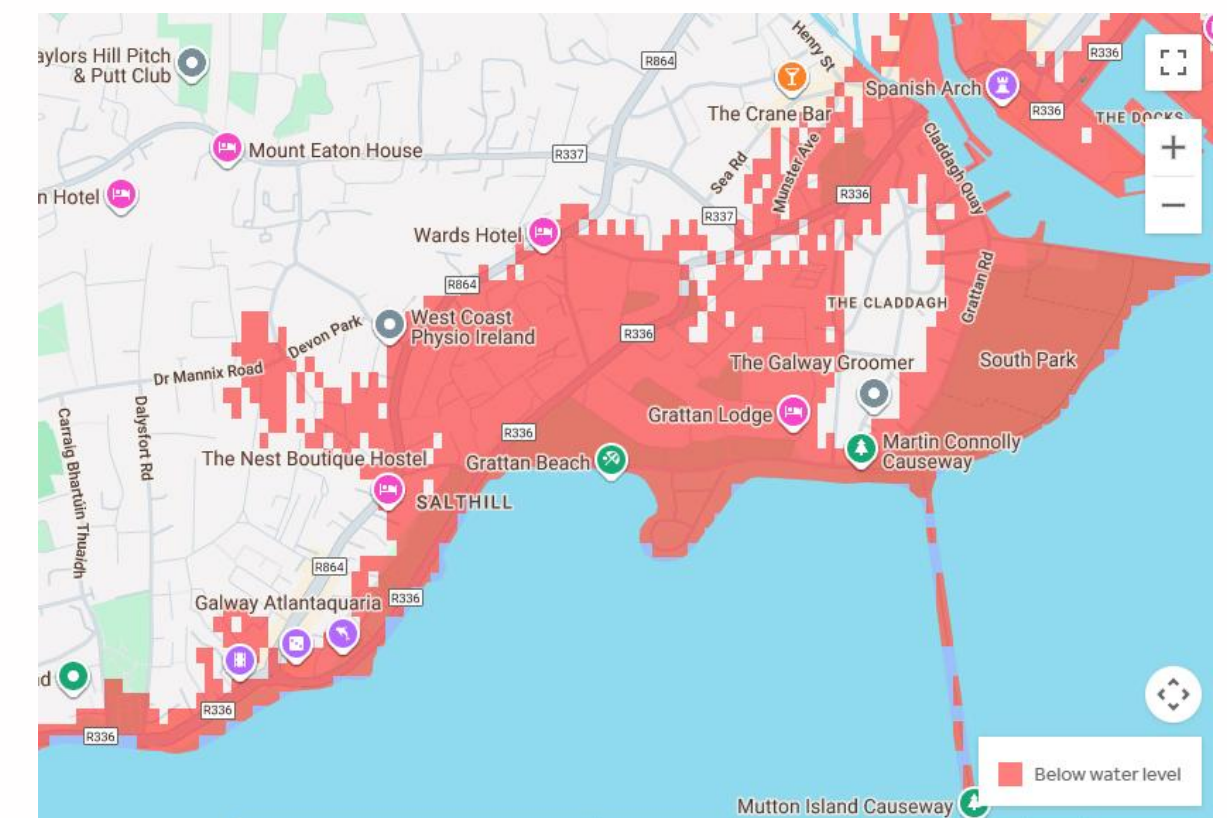 aylors Hill Pitch
& Putt Club
R864
Henry St
R336
Spanish Arch
The Crane Bar
R336
THE DOCKS
Mount Eaton House
R337
Sea Rd
Munster Ave
Claddagh Quay
n Hotel
R336
R337
Wards Hotel
R864
Grattan Rd
THE CLADDAGH
West Coast
Physio Ireland
Devon Park
R336
Dr Mannix Road
The Galway Groomer
South Park
Carraig Bhartúin Thuaidh
Dalysfort Rd
Grattan Lodge
R336
Martin Connolly
Causeway
The Nest Boutique Hostel
Grattan Beach
SALTHILL
R864
Galway Atlantaquaria
R336
d
R336
R336
Below water level
Mutton Island Causeway